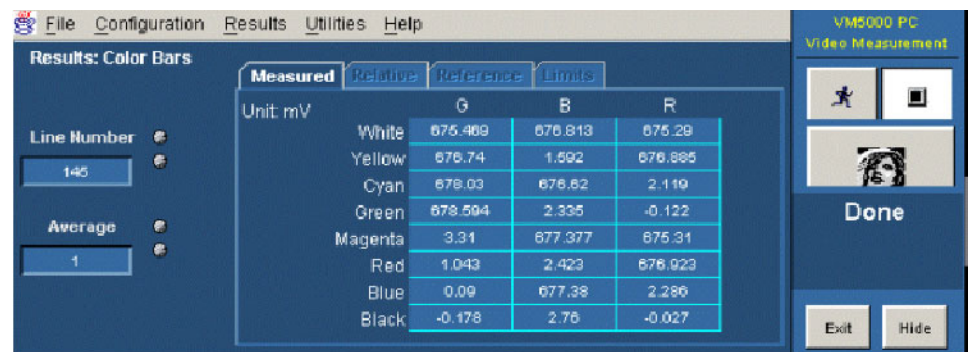 File Configuration Results Utilities Help
VM5000 PC
Video Measurement
Results: Color Bars
Measured Relative Reference Limits
Unit: mV G B R
White 675.469 676.813 675.29
Yellow 676.74 1.592 676.885
Cyan 678.03 676.62 2.119
Green 678.594 2.335 -0.122
Magenta 3.31 677.377 675.31
Red 1.043 2.423 676.923
Blue 0.09 677.38 2.286
Black -0.178 2.76 -0.027
Line Number
145
Average
1
Done
Exit Hide